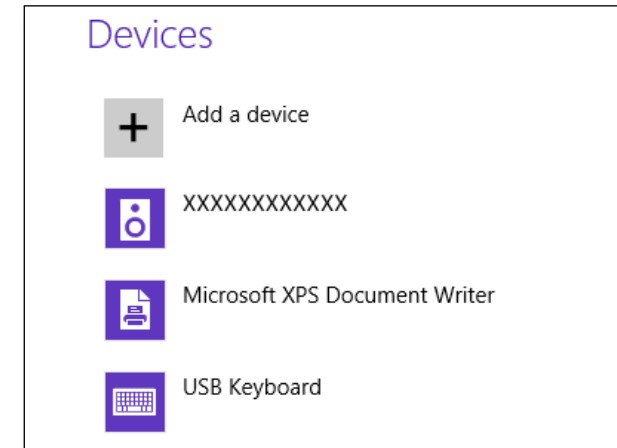 Devices
Add a device
XXXXXXXXXXXX
Microsoft XPS Document Writer
USB Keyboard